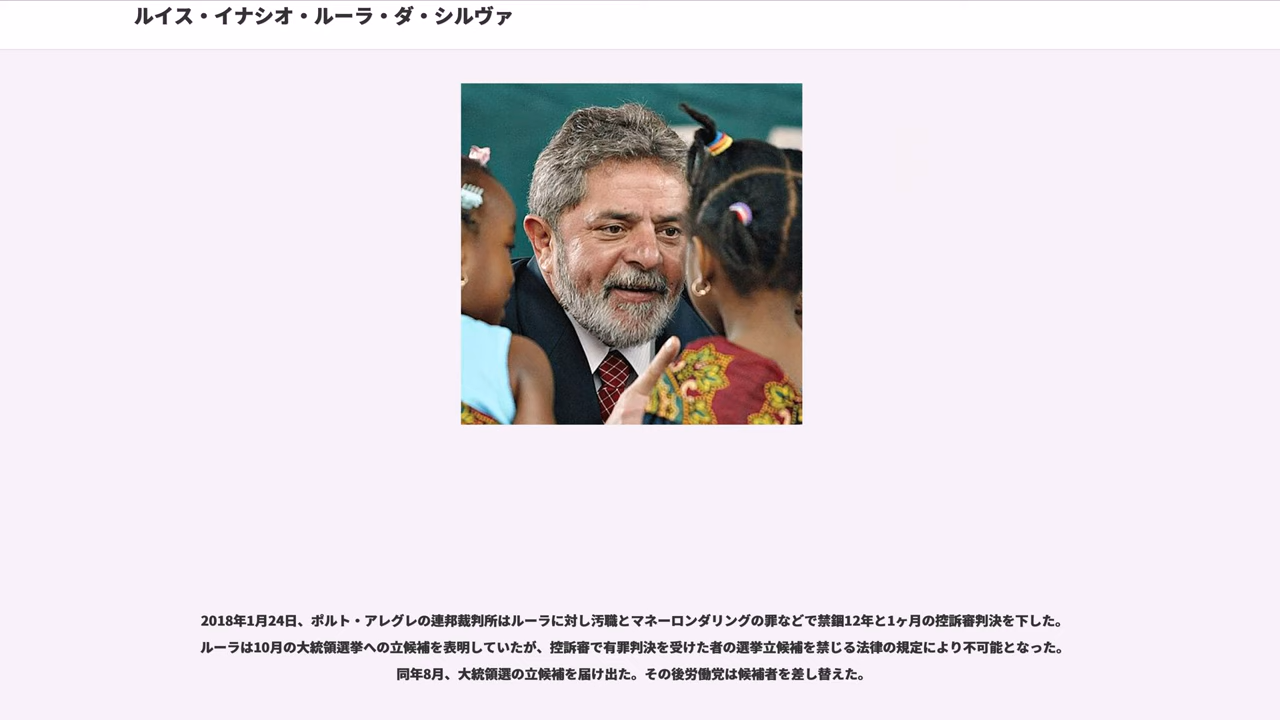 ルイス・イナシオ・ルーラ・ダ・シルヴァ
2018年1月24日、ポルト・アレグレの連邦裁判所はルーラに対し汚職とマネーロンダリングの罪などで禁錮12年と1ヶ月の控訴審判決を下した。
ルーラは10月の大統領選挙への立候補を表明していたが、控訴審で有罪判決を受けた者の選挙立候補を禁じる法律の規定により不可能となった。
同年8月、大統領選の立候補を届け出た。その後労働党は候補者を差し替えた。